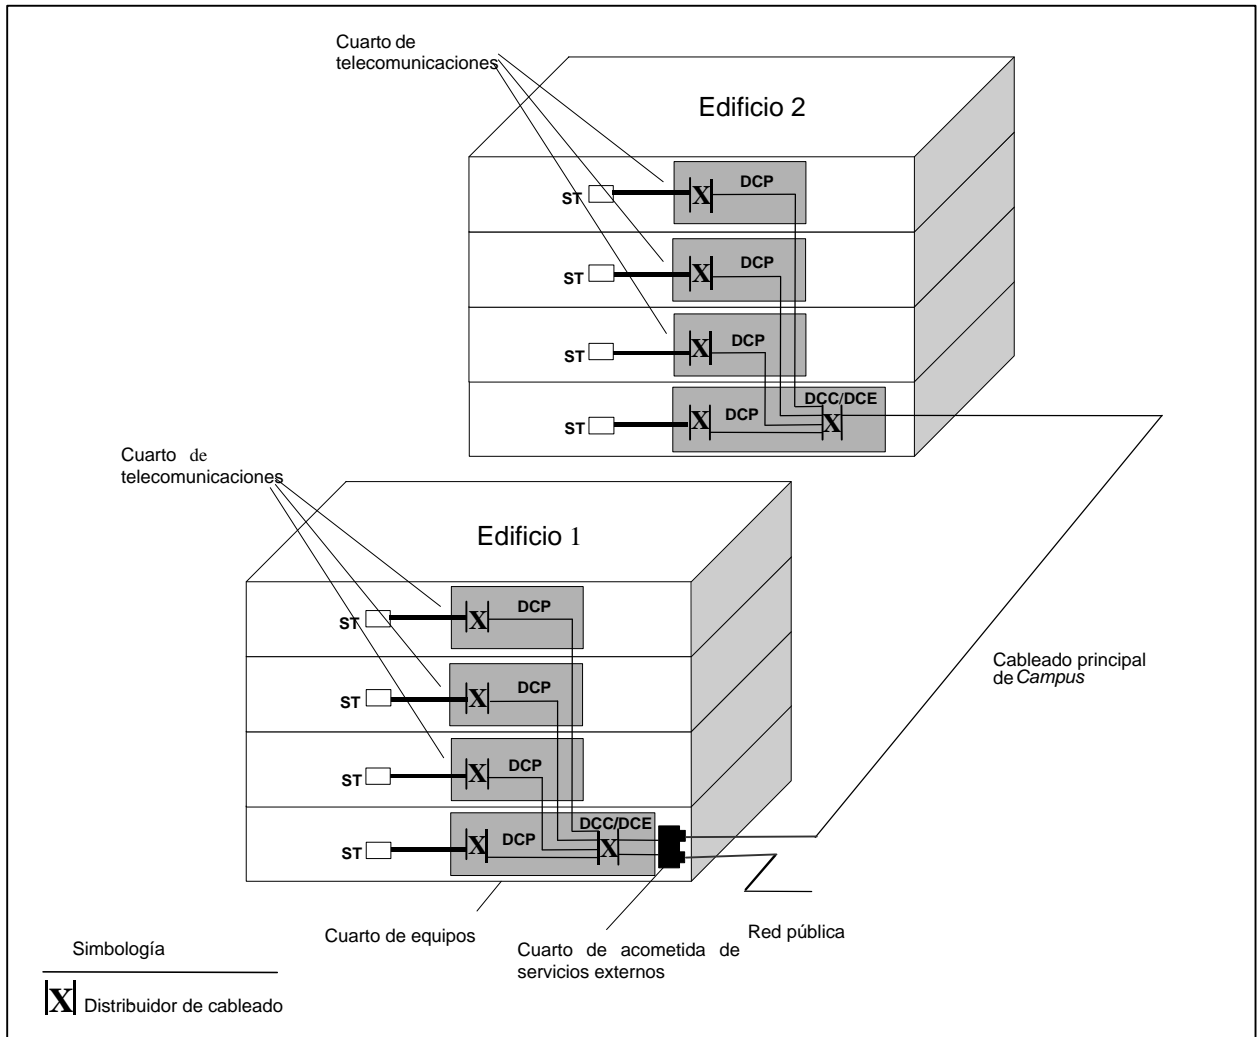 Cuarto de
telecomunicaciones
Edificio 2
DCP
ST
DCP
ST
DCP
ST
DCC/DCE
DCP
ST
Cuarto de
telecomunicaciones
Edificio 1
DCP
ST
Cableado principal
de Campus
DCP
ST
DCP
ST
DCC/DCE
DCP
ST
Cuarto de equipos
Red pública
Cuarto de acometida de
servicios externos
Simbología
X Distribuidor de cableado
X
X
X
X
X
X
X
X
X
X